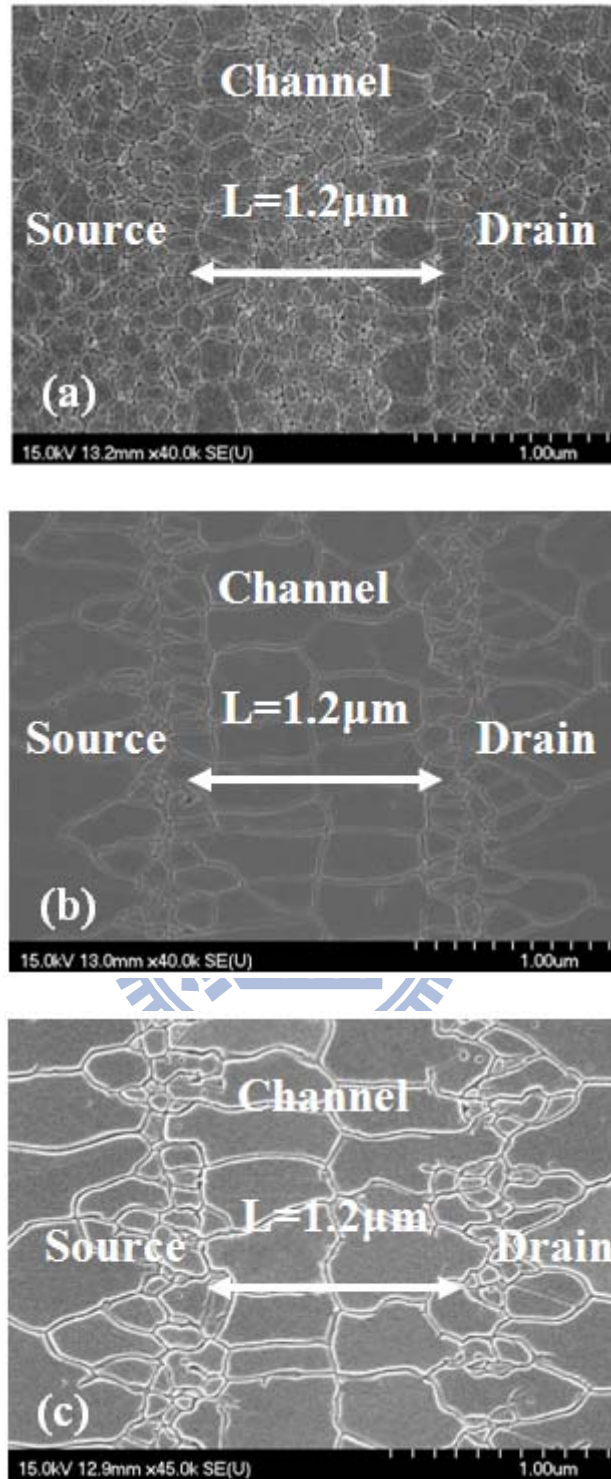 Channel
L=1.2μm
Source
Drain
(a)
15.0kV 13.2mm x40.0k SE(U)
1.00um
Channel
L=1.2μm
Source
Drain
(b)
15.0kV 13.0mm x40.0k SE(U)
1.00um
Channel
L=1.2μm
Source
Drain
(c)
15.0kV 12.9mm x45.0k SE(U)
1.00um